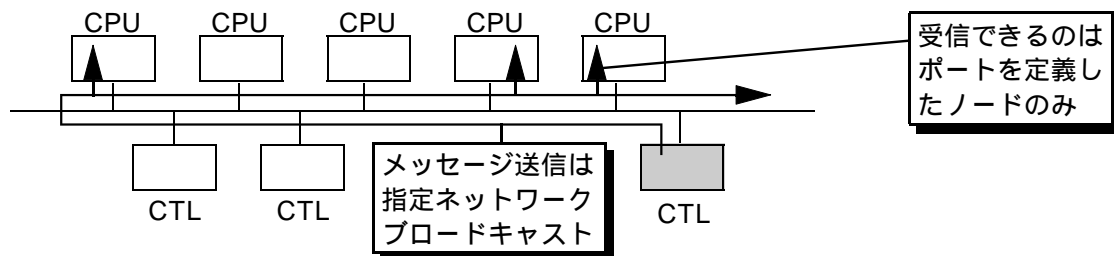 CPU CPU CPU CPU CPU
受信できるのは
ポートを定義し
たノードのみ
メッセージ送信は
指定ネットワーク
ブロードキャスト
CTL CTL CTL